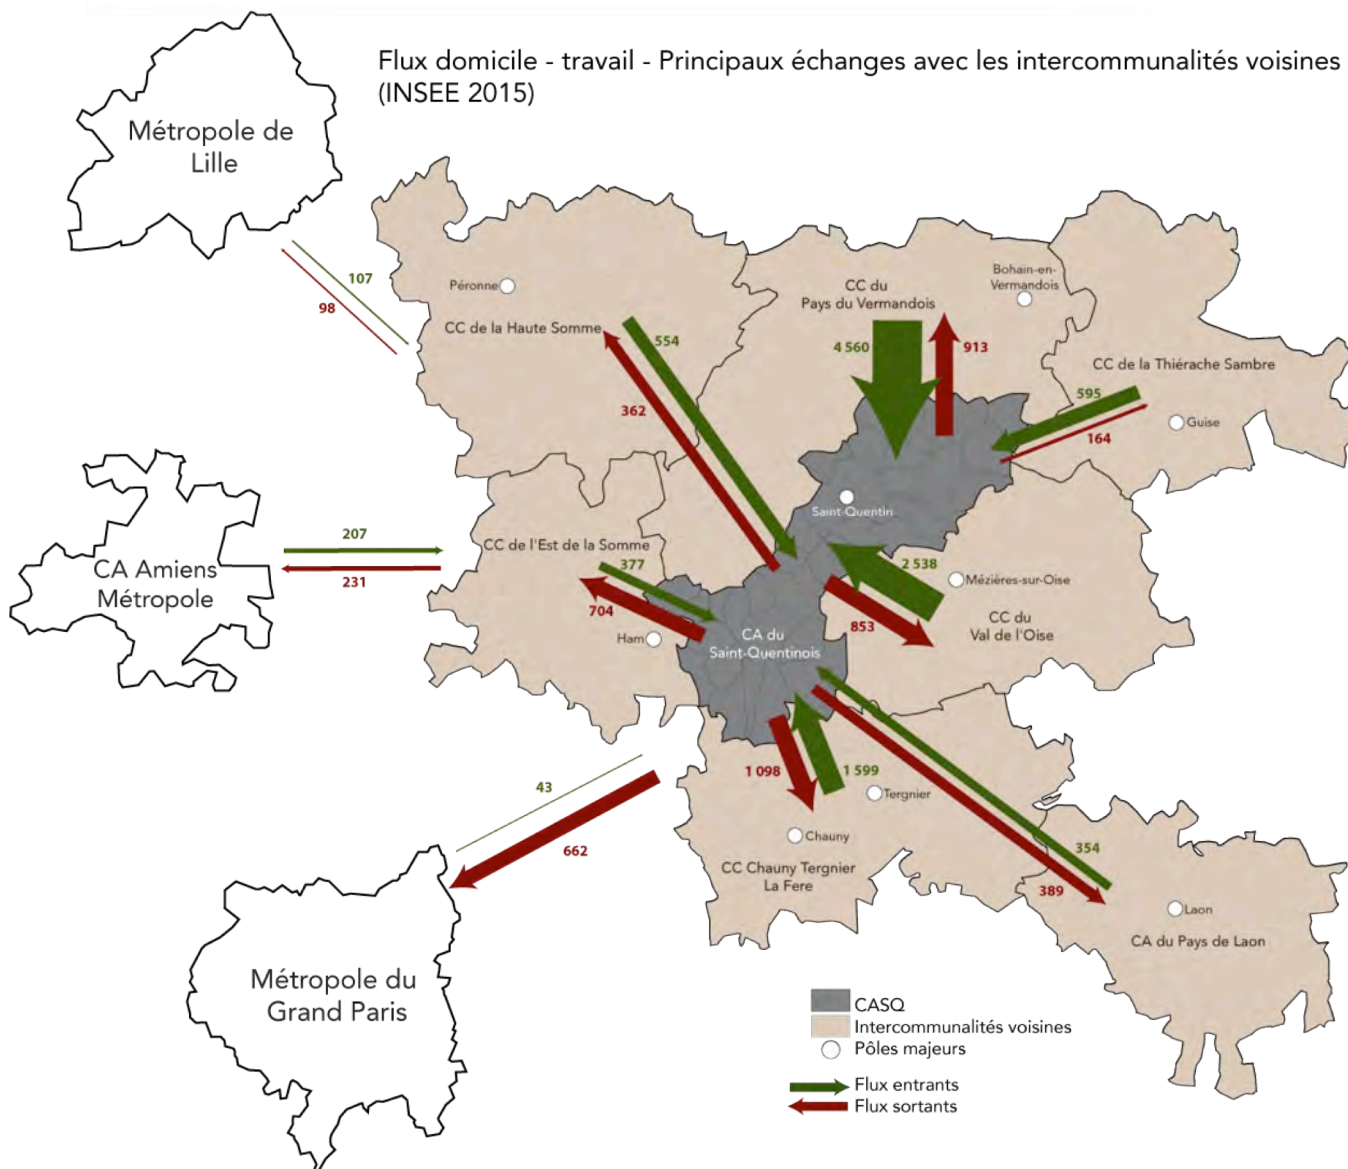 Flux domicile - travail - Principaux échanges avec les intercommunalités voisines
(INSEE 2015)
Métropole de
Lille
107
98
Péronne
CC de la Haute Somme
554
362
CC du
Pays du Vermandois
Bohain-en-
Vermandois
4 560
913
CC de la Thiérache Sambre
595
Guise
164
Saint-Quentin
CA Amiens
Métropole
207
231
CC de l'Est de la Somme
377
704
Ham
2 538
Mézières-sur-Oise
853
CC du
Val de l'Oise
CA du
Saint-Quentinois
43
662
1 098
1 599
Tergnier
Chauny
CC Chauny Tergnier
La Fere
354
389
Laon
CA du Pays de Laon
Métropole du
Grand Paris
CASQ
Intercommunalités voisines
Pôles majeurs
Flux entrants
Flux sortants